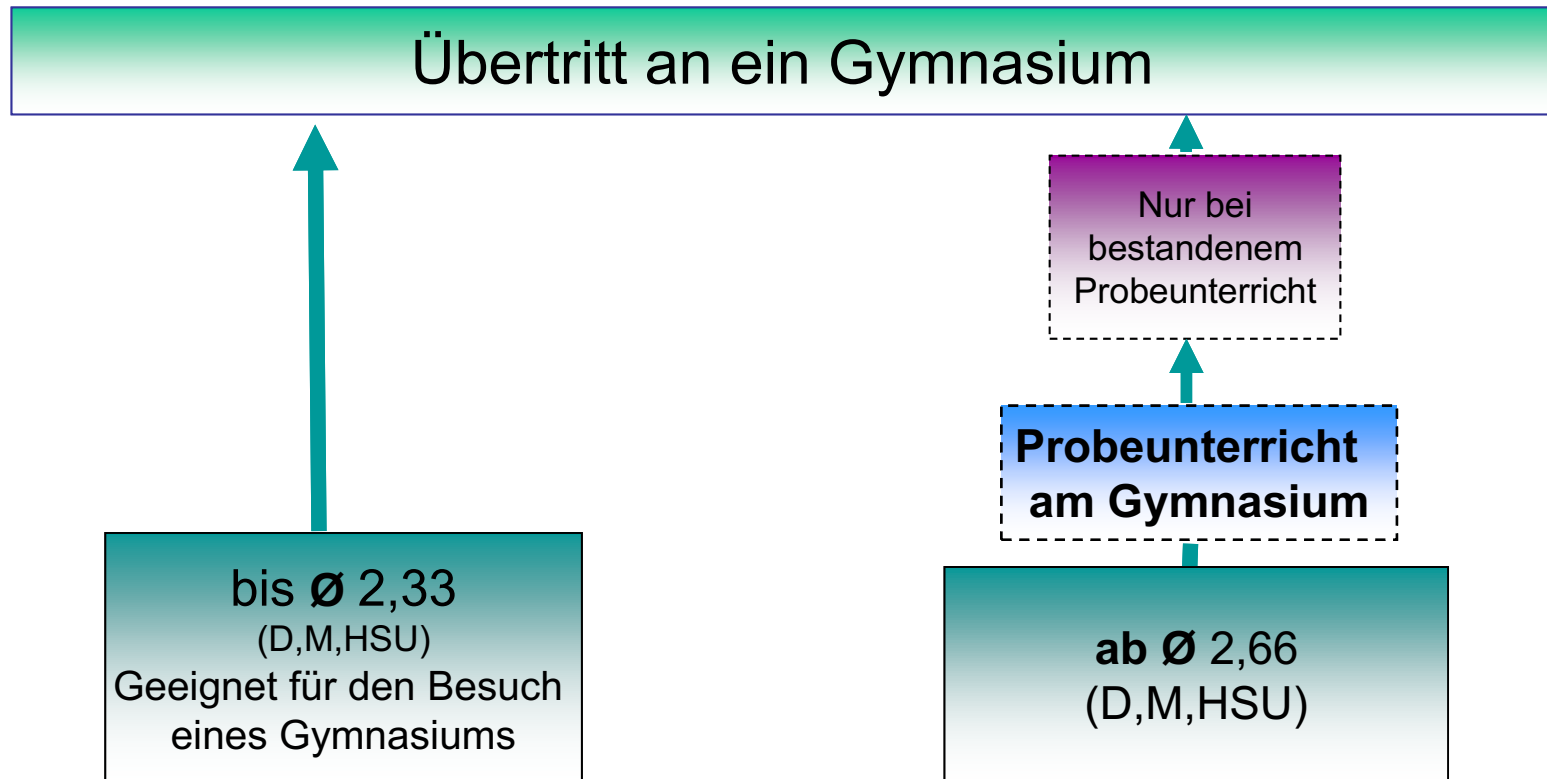 Übertritt an ein Gymnasium
Nur bei
bestandenem
Probeunterricht
Probeunterricht
am Gymnasium
bis Ø 2,33
(D,M,HSU)
Geeignet für den Besuch
eines Gymnasiums
ab Ø 2,66
(D,M,HSU)